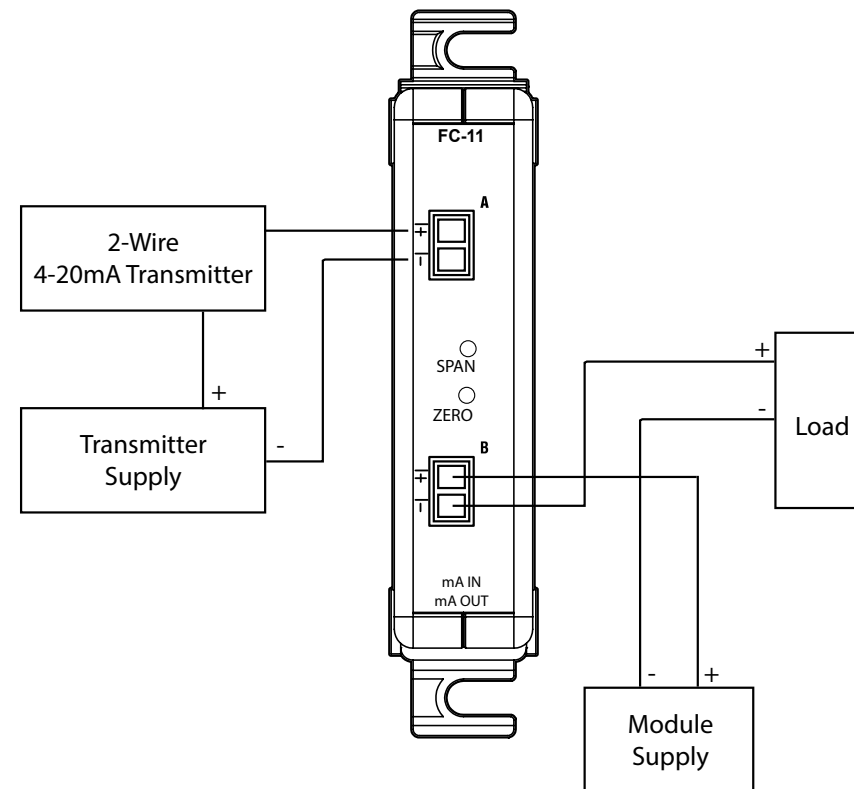 FC-11
A
+
-
2-Wire
4-20mA Transmitter
+
Transmitter
Supply
-
SPAN
ZERO
B
+
-
mA IN
mA OUT
+
-
Load
-
+
Module
Supply